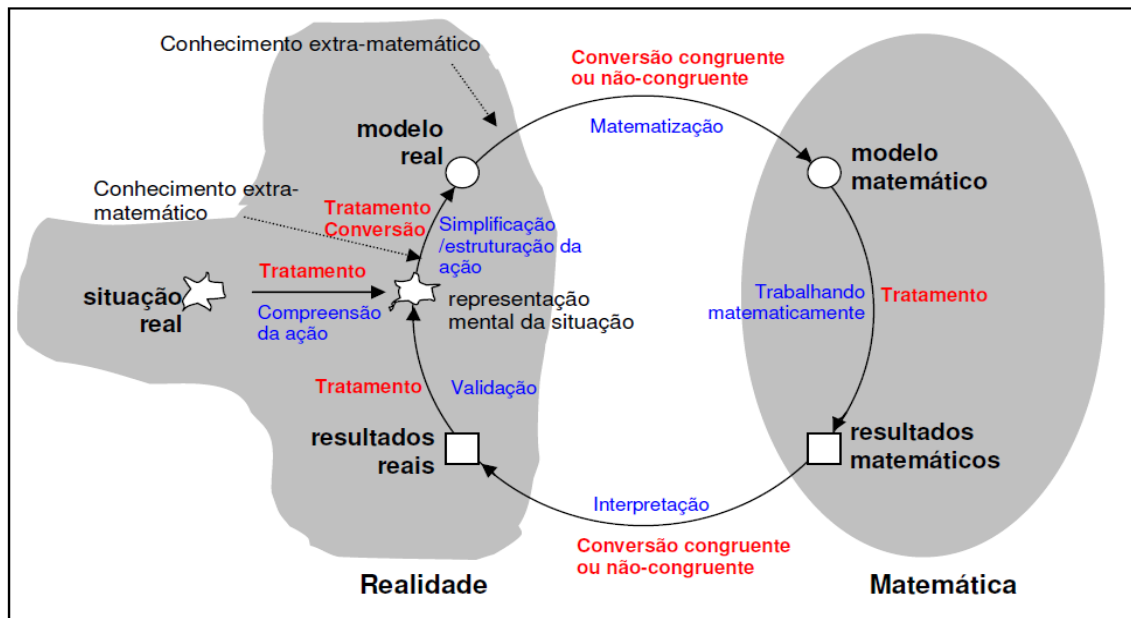 Conhecimento extra-matemático
Conversão congruente
ou não-congruente
Matematização
modelo
real
modelo
matemático
Conhecimento extra-
matemático
Tratamento
Conversão
Simplificação
/estruturação da
ação
situação
real
Tratamento
Compreensão
da ação
representação
mental da situação
Trabalhando
matematicamente
Tratamento
Tratamento
Validação
resultados
reais
resultados
matemáticos
Interpretação
Conversão congruente
ou não-congruente
Realidade
Matemática